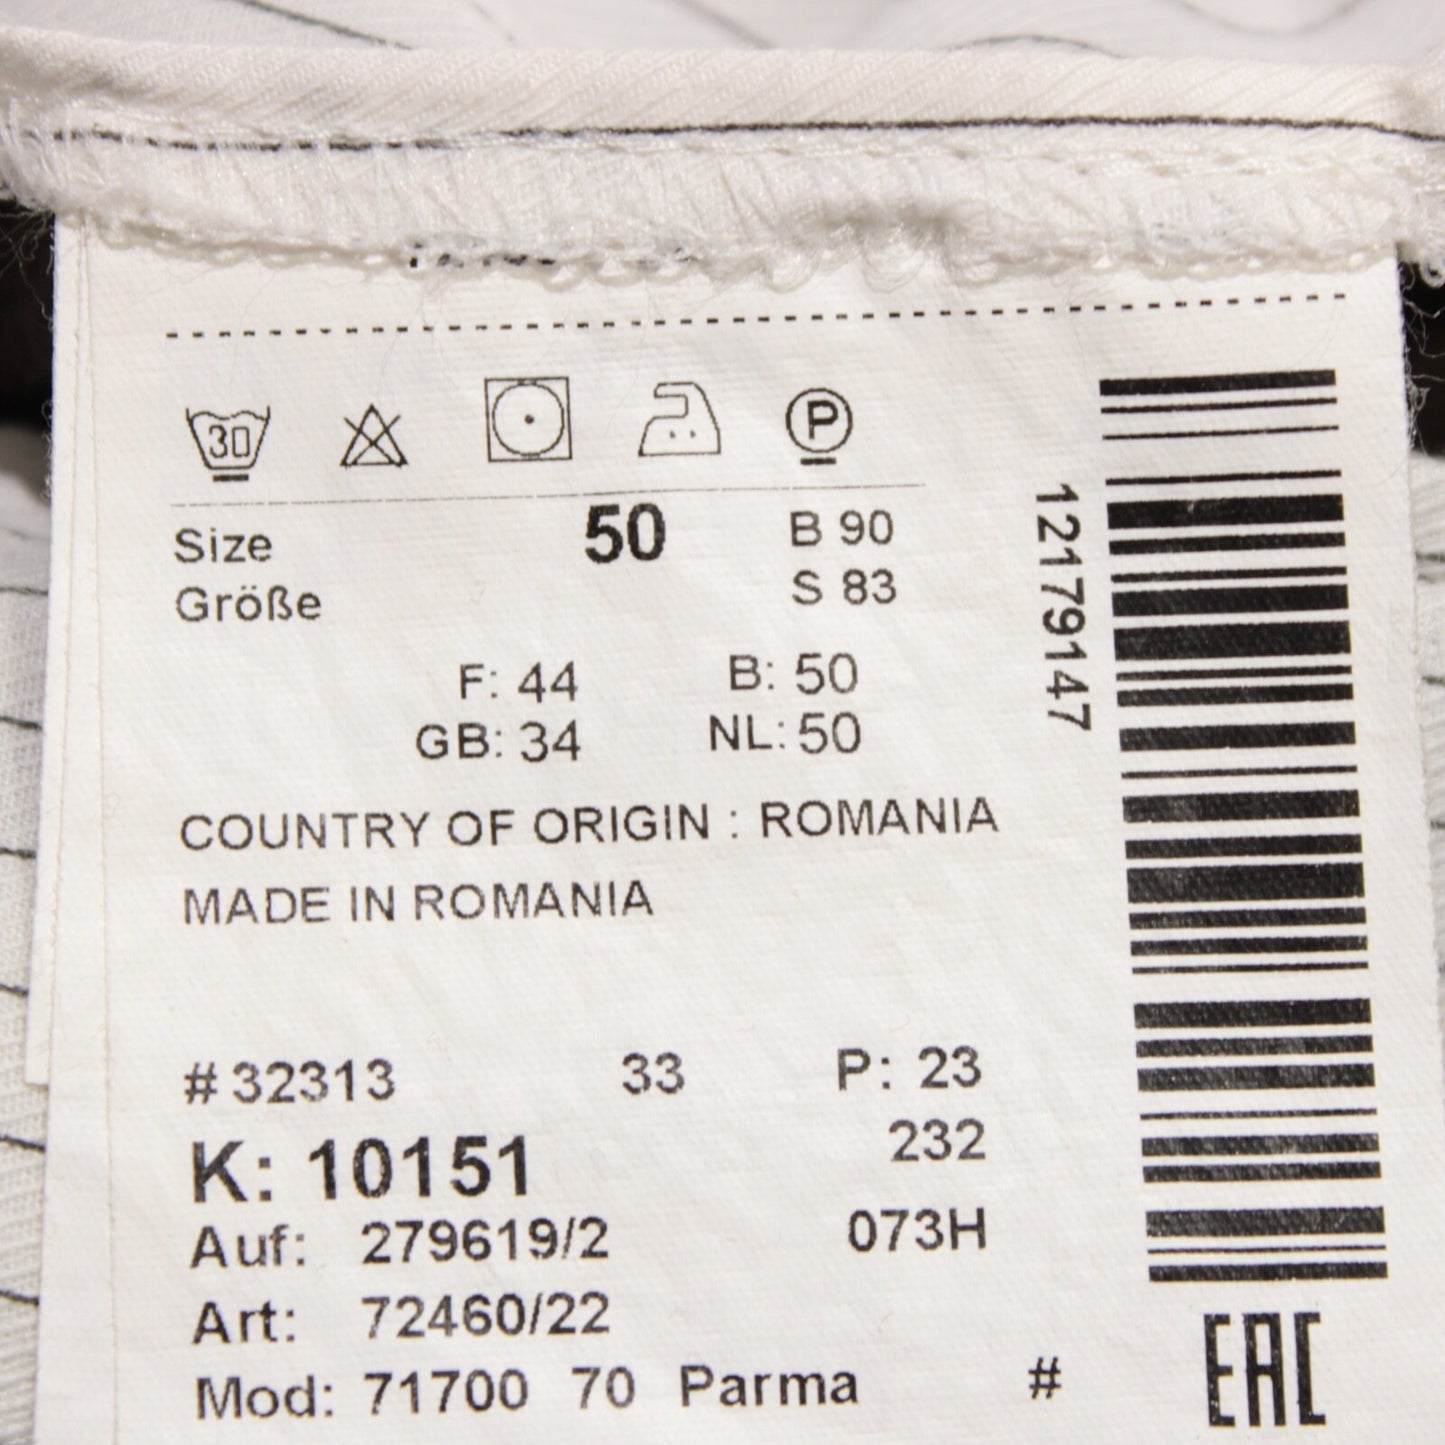 30 P
Size 50 B 90
Größe S 83
F: 44 B: 50
GB: 34 NL: 50
COUNTRY OF ORIGIN : ROMANIA
MADE IN ROMANIA
#32313 33 P: 23
K: 10151 232
Auf: 279619/2 073H
Art: 72460/22
Mod: 71700 70 Parma #
12179147
EAC